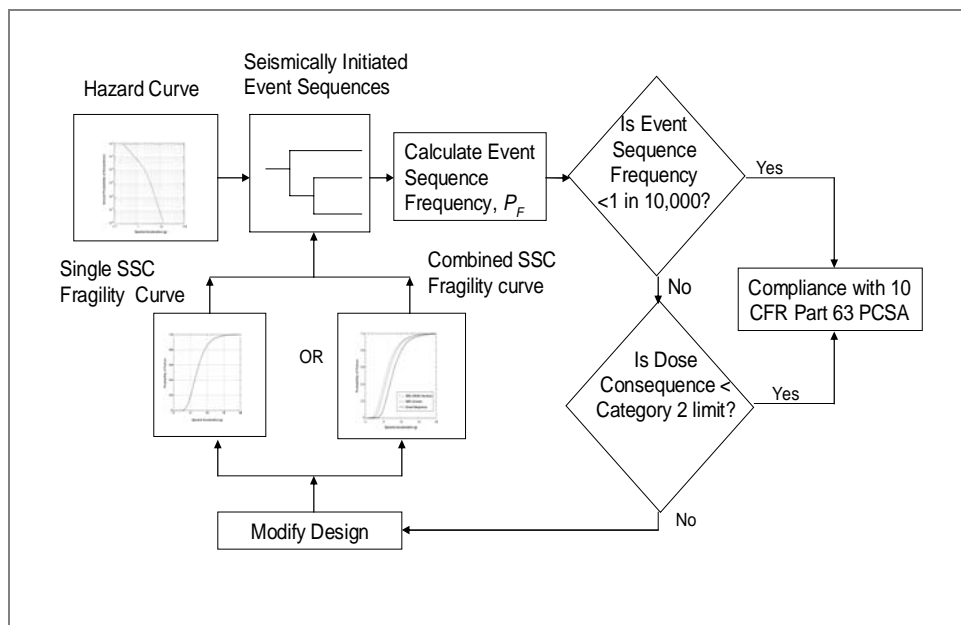 Seismically Initiated
Event Sequences
Hazard Curve
Calculate Event
Sequence
Frequency, P_F
Is Event
Sequence
Frequency
<1 in 10,000?
Yes
Single SSC
Fragility Curve
Combined SSC
Fragility curve
No
Compliance with 10
CFR Part 63 PCSA
OR
Is Dose
Consequence <
Category 2 limit?
Yes
No
Modify Design